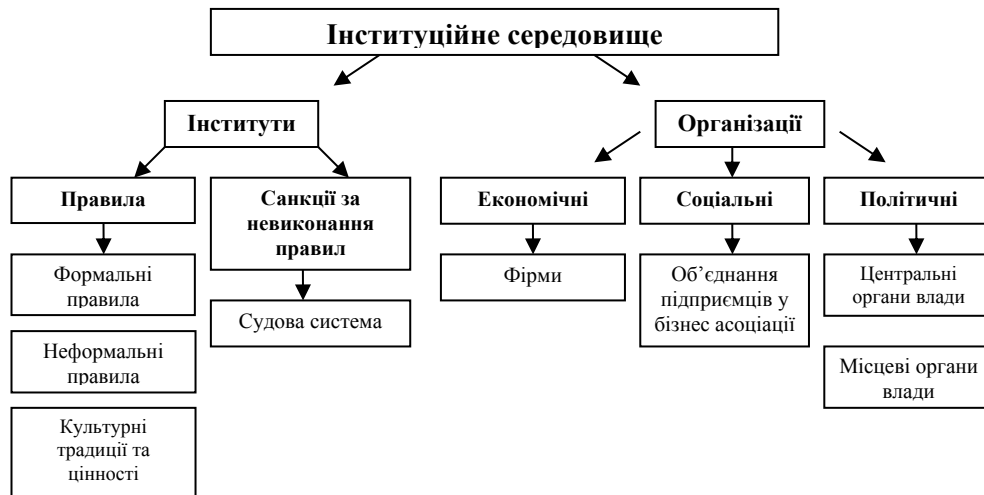 Інституційне середовище
Інститути
Організації
Правила
Санкції за
невиконання
правил
Економічні
Соціальні
Політичні
Формальні
правила
Судова система
Фірми
Об’єднання
підприємців у
бізнес асоціації
Центральні
органи влади
Неформальні
правила
Місцеві органи
влади
Культурні
традиції та
цінності